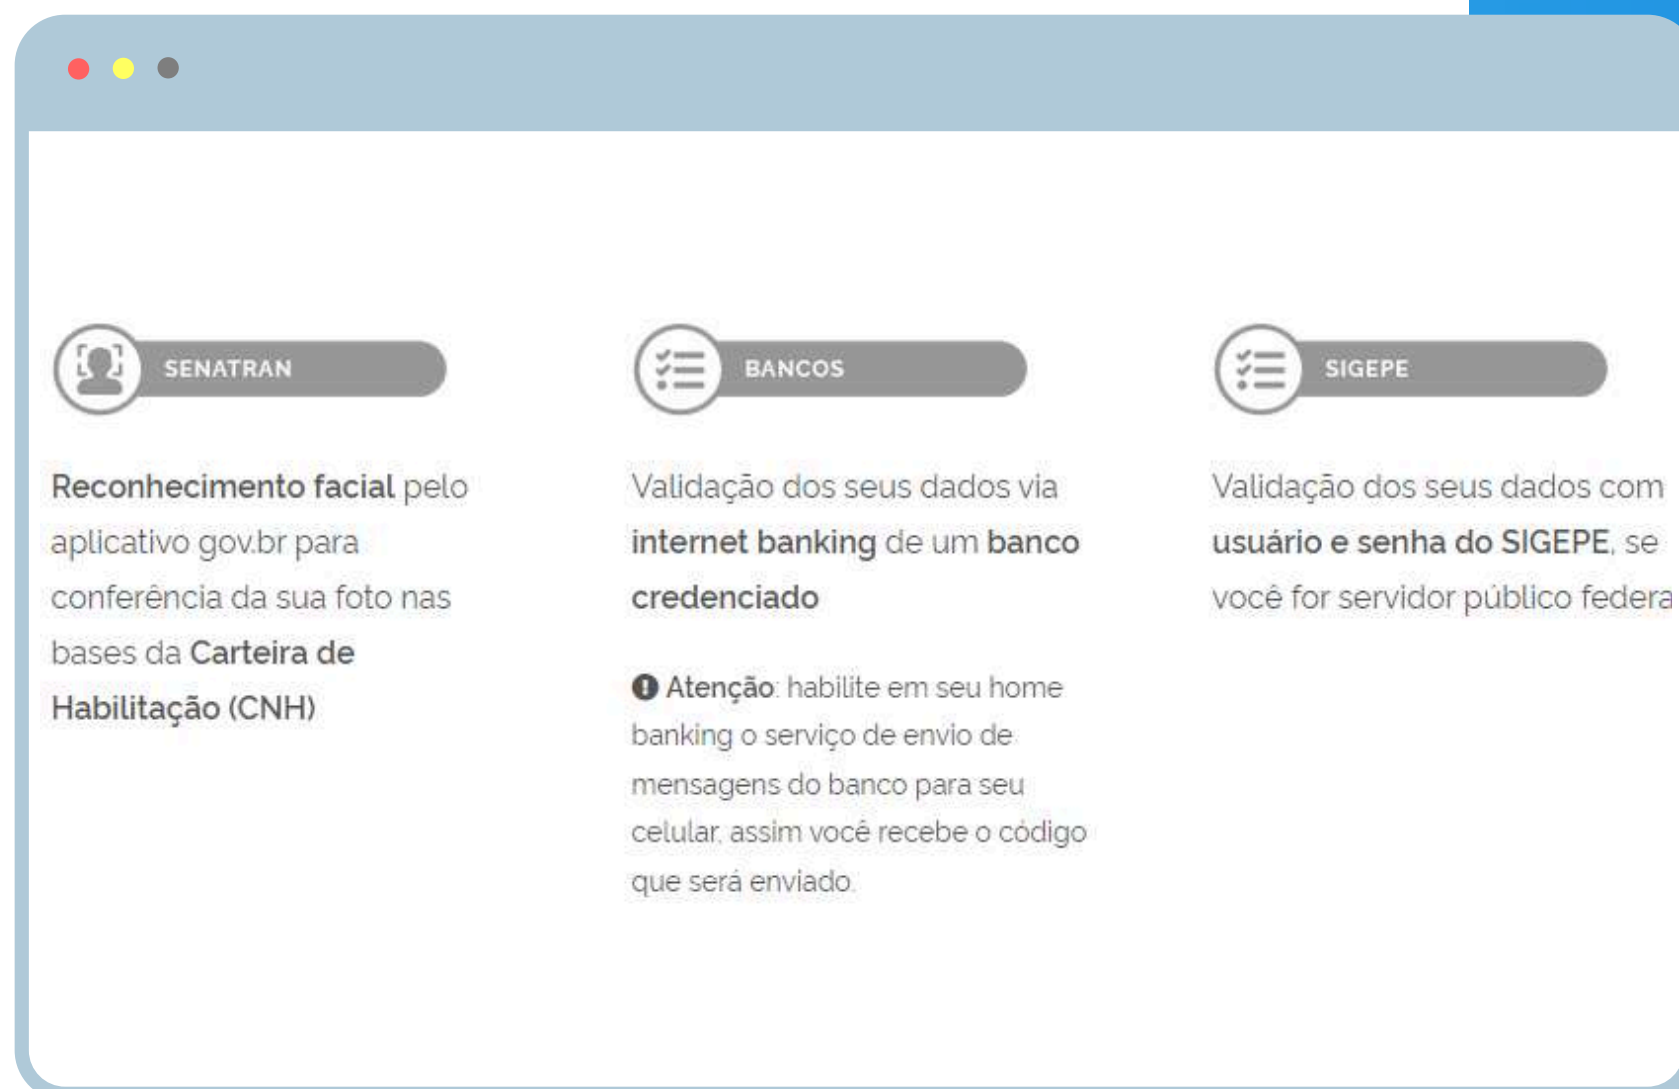 SENATRAN
Reconhecimento facial pelo
aplicativo gov.br para
conferência da sua foto nas
bases da Carteira de
Habilitação (CNH)
BANCOS
Validação dos seus dados via
internet banking de um banco
credenciado
Atenção: habilite em seu home
banking o serviço de envio de
mensagens do banco para seu
celular, assim você recebe o código
que será enviado.
SIGEPE
Validação dos seus dados com
usuário e senha do SIGEPE, se
você for servidor público federa